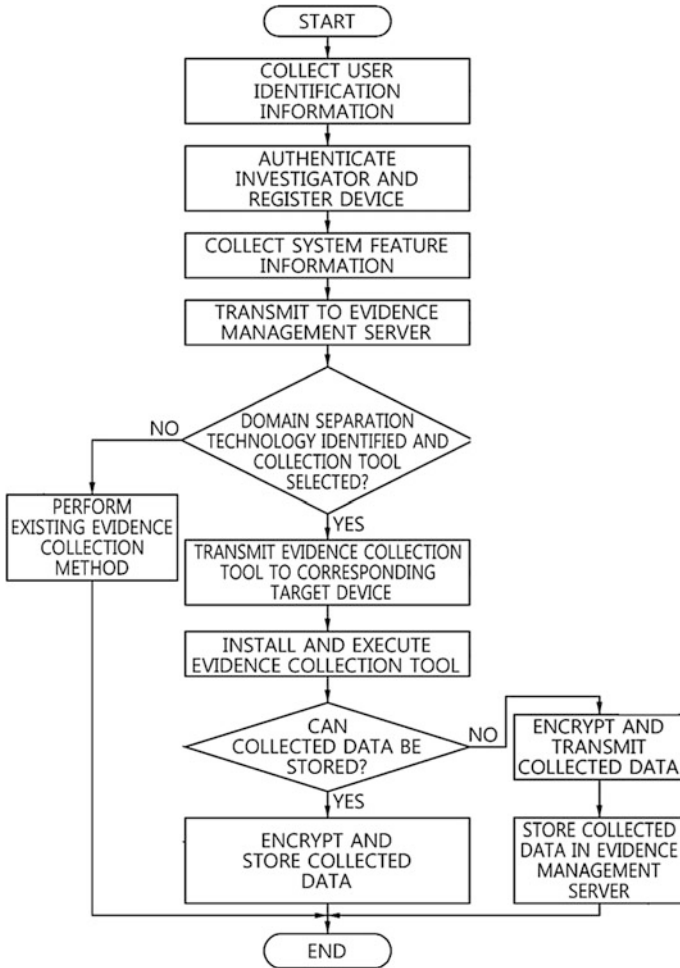 START
COLLECT USER
IDENTIFICATION
INFORMATION
AUTHENTICATE
INVESTIGATOR AND
REGISTER DEVICE
COLLECT SYSTEM FEATURE
INFORMATION
TRANSMIT TO EVIDENCE
MANAGEMENT SERVER
DOMAIN SEPARATION
TECHNOLOGY IDENTIFIED AND
COLLECTION TOOL
SELECTED?
NO
PERFORM
EXISTING EVIDENCE
COLLECTION
METHOD
YES
TRANSMIT EVIDENCE COLLECTION
TOOL TO CORRESPONDING
TARGET DEVICE
INSTALL AND EXECUTE
EVIDENCE COLLECTION TOOL
CAN
COLLECTED DATA BE
STORED?
NO
ENCRYPT AND
TRANSMIT
COLLECTED DATA
YES
ENCRYPT AND
STORE COLLECTED
DATA
STORE COLLECTED
DATA IN EVIDENCE
MANAGEMENT
SERVER
END